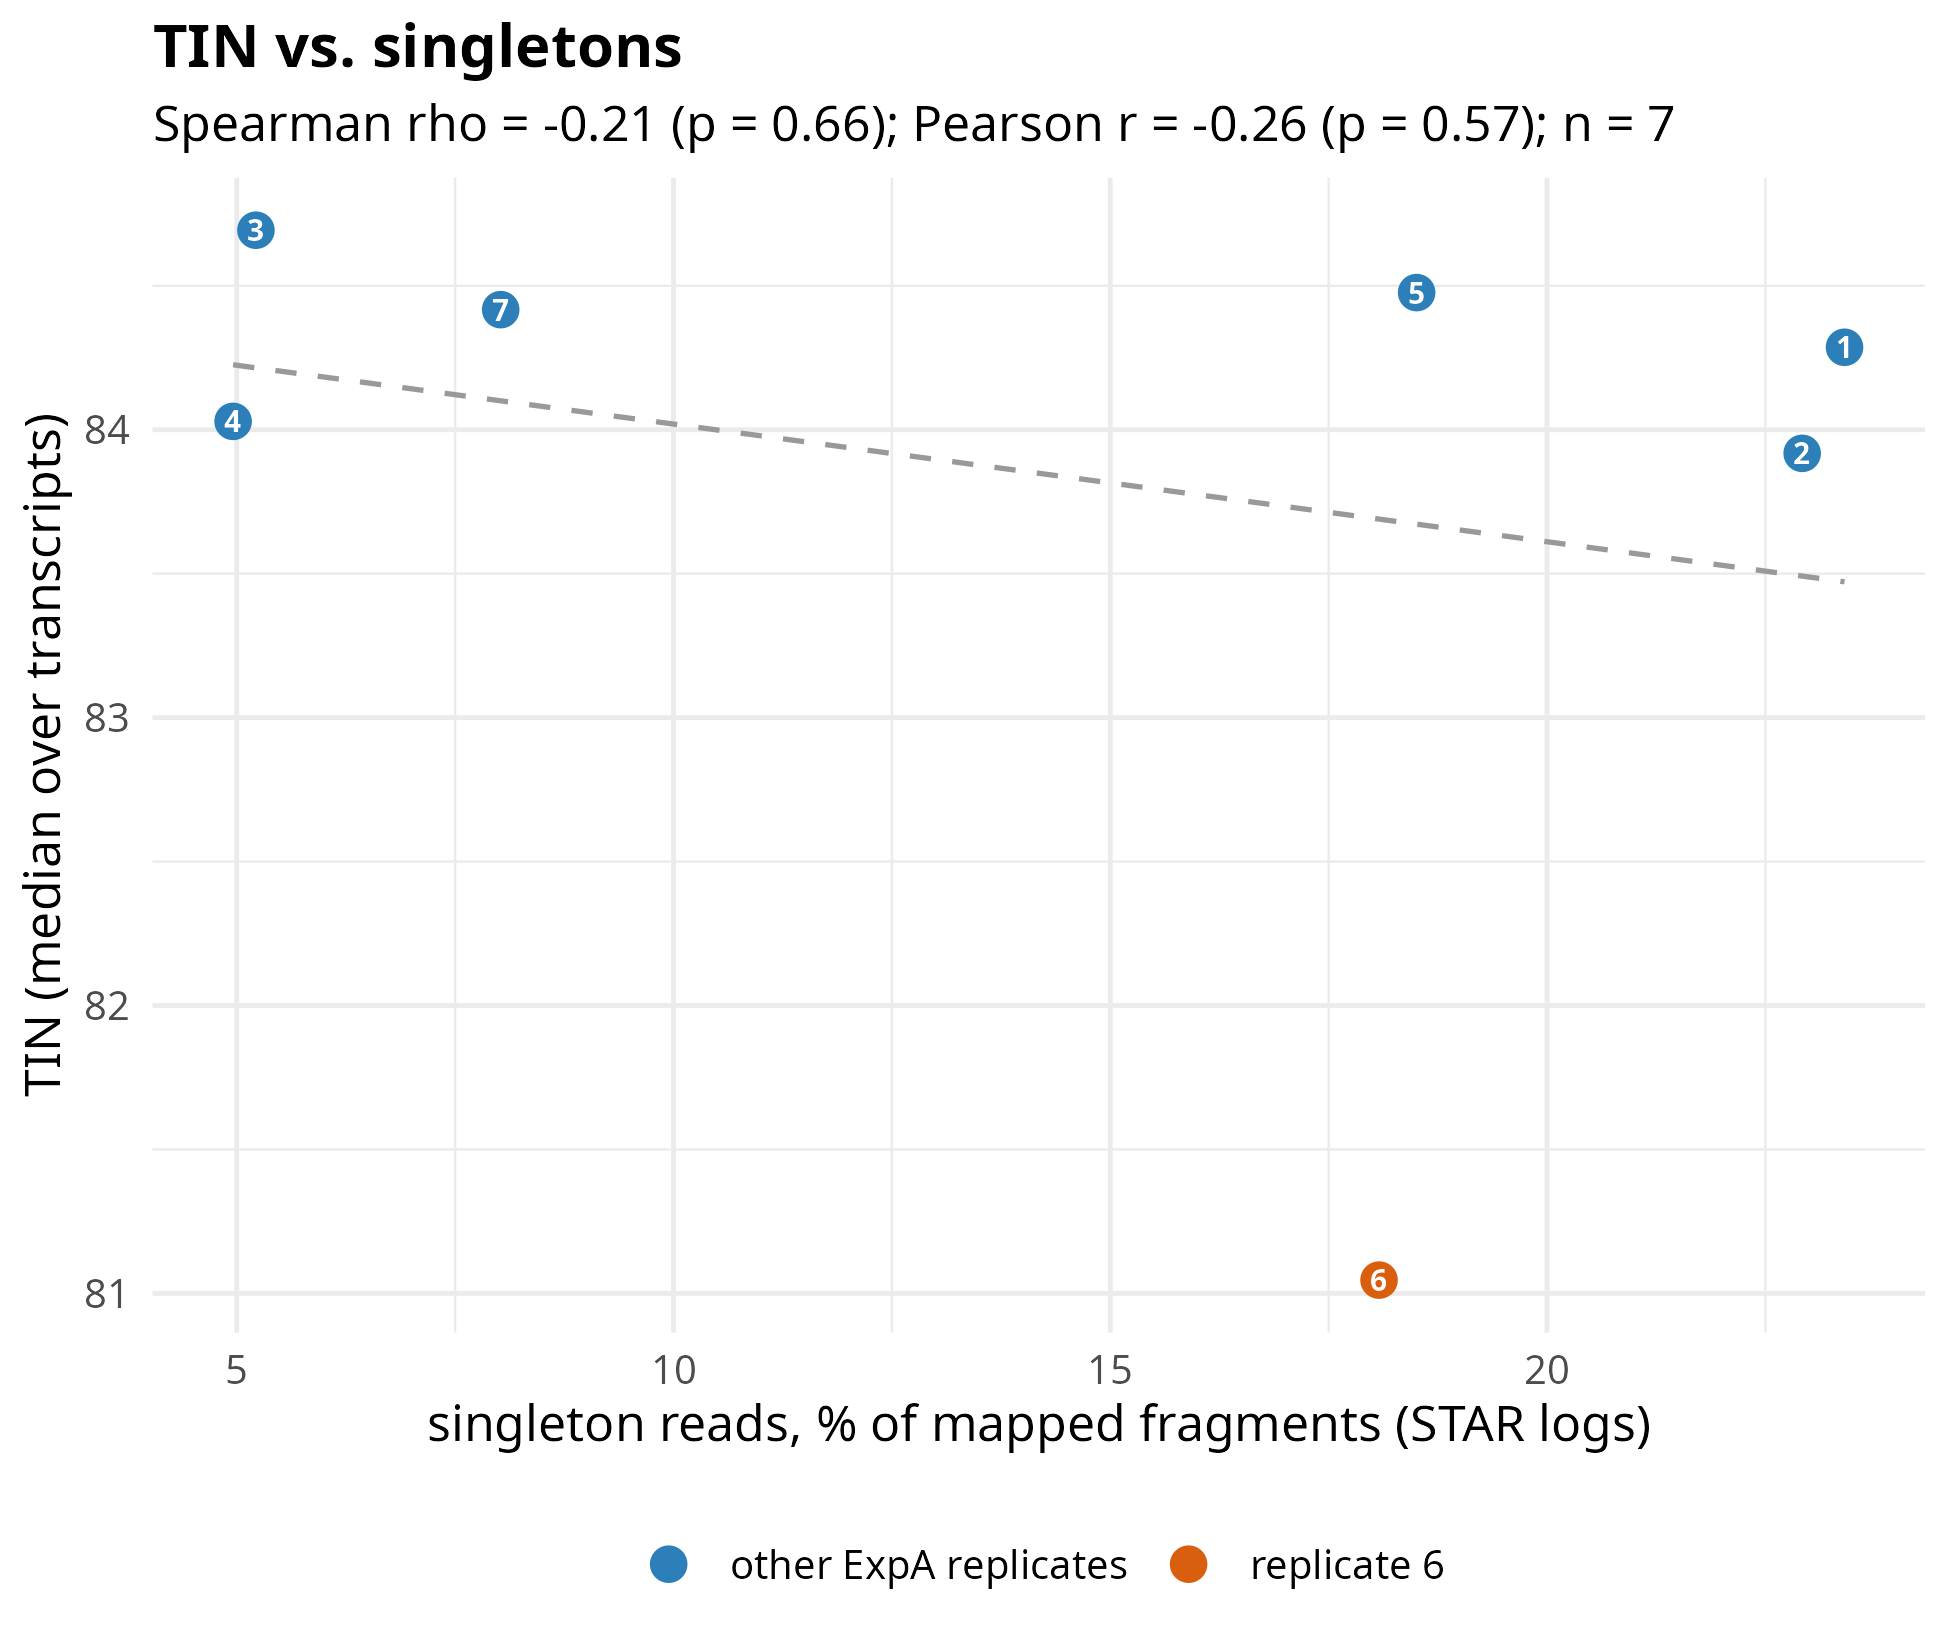 TIN vs. singletons
Spearman rho = -0.21 (p = 0.66); Pearson r = -0.26 (p = 0.57); n = 7
TIN (median over transcripts)
84
83
82
81
3
7
5
1
4
2
6
5 10 15 20
singleton reads, % of mapped fragments (STAR logs)
other ExpA replicates replicate 6